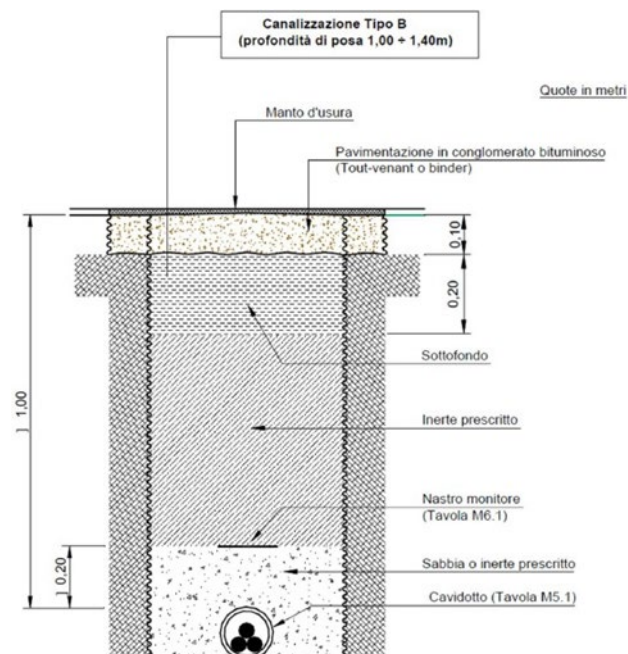 Canalizzazione Tipo B
(profondità di posa 1,00 ÷ 1,40m)
Quote in metri
Manto d'usura
Pavimentazione in conglomerato bituminoso
(Tout-venant o binder)
0,10
0,20
Sottofondo
] 1,00
Inerte prescritto
Nastro monitore
(Tavola M6.1)
] 0,20
Sabbia o inerte prescritto
Cavidotto (Tavola M5.1)